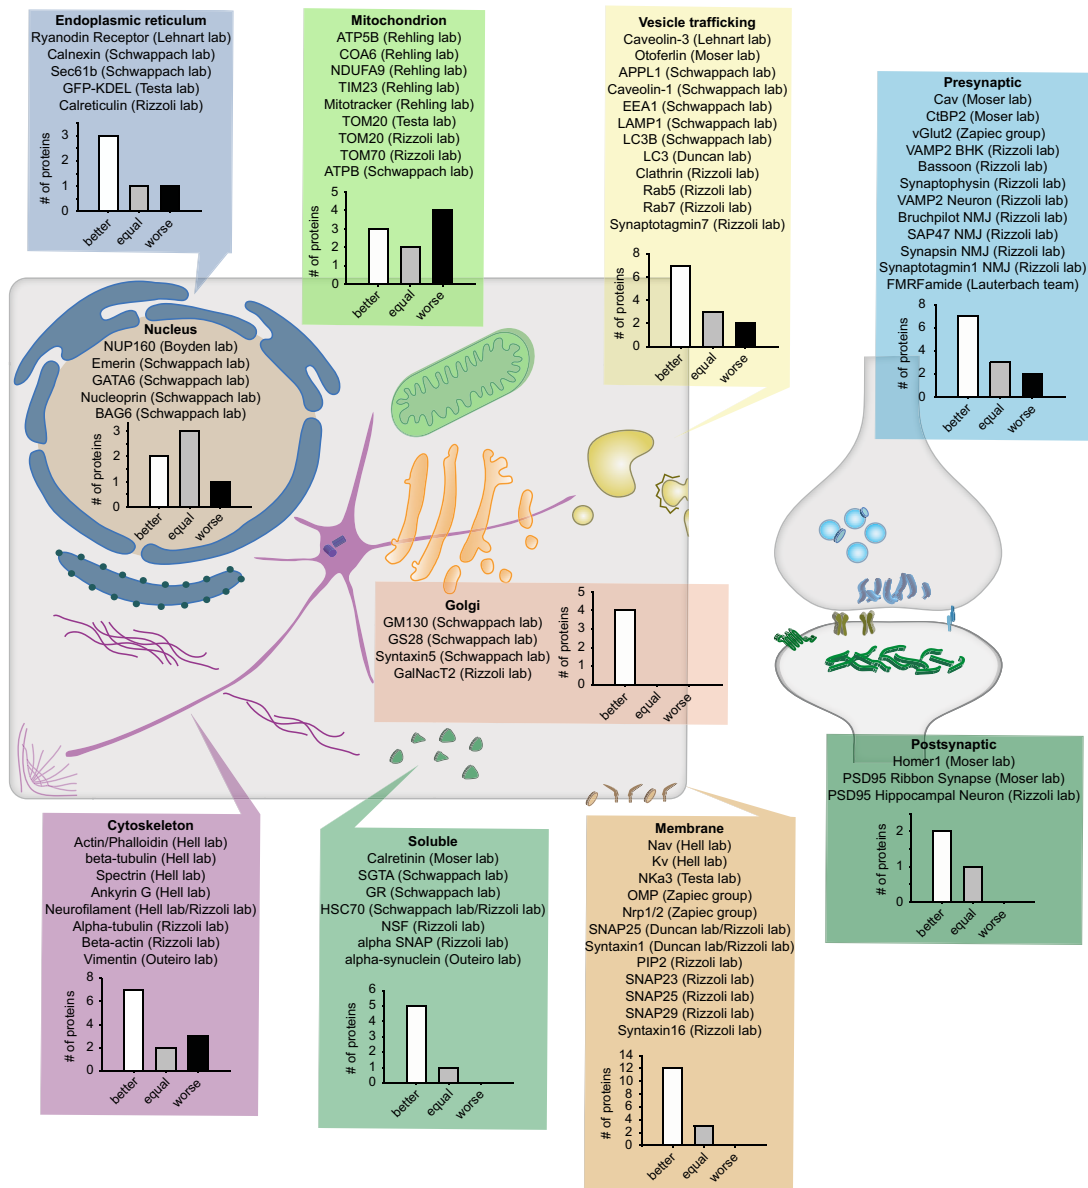 Endoplasmic reticulum
Ryanodin Receptor (Lehnart lab)
Calnexin (Schwappach lab)
Sec61b (Schwappach lab)
GFP-KDEL (Testa lab)
Calreticulin (Rizzoli lab)
# of proteins
3
2
1
0
better
equal
worse
Mitochondrion
ATP5B (Rehling lab)
COA6 (Rehling lab)
NDUFA9 (Rehling lab)
TIM23 (Rehling lab)
Mitotracker (Rehling lab)
TOM20 (Testa lab)
TOM20 (Rizzoli lab)
TOM70 (Rizzoli lab)
ATPB (Schwappach lab)
# of proteins
5
4
3
2
1
0
better
equal
worse
Vesicle trafficking
Caveolin-3 (Lehnart lab)
Otoferlin (Moser lab)
APPL1 (Schwappach lab)
Caveolin-1 (Schwappach lab)
EEA1 (Schwappach lab)
LAMP1 (Schwappach lab)
LC3B (Schwappach lab)
LC3 (Duncan lab)
Clathrin (Rizzoli lab)
Rab5 (Rizzoli lab)
Rab7 (Rizzoli lab)
Synaptotagmin7 (Rizzoli lab)
# of proteins
8
6
4
2
0
better
equal
worse
Presynaptic
Cav (Moser lab)
CtBP2 (Moser lab)
vGlut2 (Zapiec group)
VAMP2 BHK (Rizzoli lab)
Bassoon (Rizzoli lab)
Synaptophysin (Rizzoli lab)
VAMP2 Neuron (Rizzoli lab)
Bruchpilot NMJ (Rizzoli lab)
SAP47 NMJ (Rizzoli lab)
Synapsin NMJ (Rizzoli lab)
Synaptotagmin1 NMJ (Rizzoli lab)
FMRFamide (Lauterbach team)
# of proteins
8
6
4
2
0
better
equal
worse
Nucleus
NUP160 (Boyden lab)
Emerin (Schwappach lab)
GATA6 (Schwappach lab)
Nucleoprin (Schwappach lab)
BAG6 (Schwappach lab)
# of proteins
3
2
1
0
better
equal
worse
Golgi
GM130 (Schwappach lab)
GS28 (Schwappach lab)
Syntaxin5 (Schwappach lab)
GalNacT2 (Rizzoli lab)
# of proteins
5
4
3
2
1
0
better
equal
worse
Postsynaptic
Homer1 (Moser lab)
PSD95 Ribbon Synapse (Moser lab)
PSD95 Hippocampal Neuron (Rizzoli lab)
# of proteins
2
1
0
better
equal
worse
Cytoskeleton
Actin/Phalloidin (Hell lab)
beta-tubulin (Hell lab)
Spectrin (Hell lab)
Ankyrin G (Hell lab)
Neurofilament (Hell lab/Rizzoli lab)
Alpha-tubulin (Rizzoli lab)
Beta-actin (Rizzoli lab)
Vimentin (Outeiro lab)
# of proteins
8
6
4
2
0
better
equal
worse
Soluble
Calretinin (Moser lab)
SGTA (Schwappach lab)
GR (Schwappach lab)
HSC70 (Schwappach lab/Rizzoli lab)
NSF (Rizzoli lab)
alpha SNAP (Rizzoli lab)
alpha-synuclein (Outeiro lab)
# of proteins
6
5
4
3
2
1
0
better
equal
worse
Membrane
Nav (Hell lab)
Kv (Hell lab)
NKa3 (Testa lab)
OMP (Zapiec group)
Nrp1/2 (Zapiec group)
SNAP25 (Duncan lab/Rizzoli lab)
Syntaxin1 (Duncan lab/Rizzoli lab)
PIP2 (Rizzoli lab)
SNAP23 (Rizzoli lab)
SNAP25 (Rizzoli lab)
SNAP29 (Rizzoli lab)
Syntaxin16 (Rizzoli lab)
# of proteins
14
12
10
8
6
4
2
0
better
equal
worse